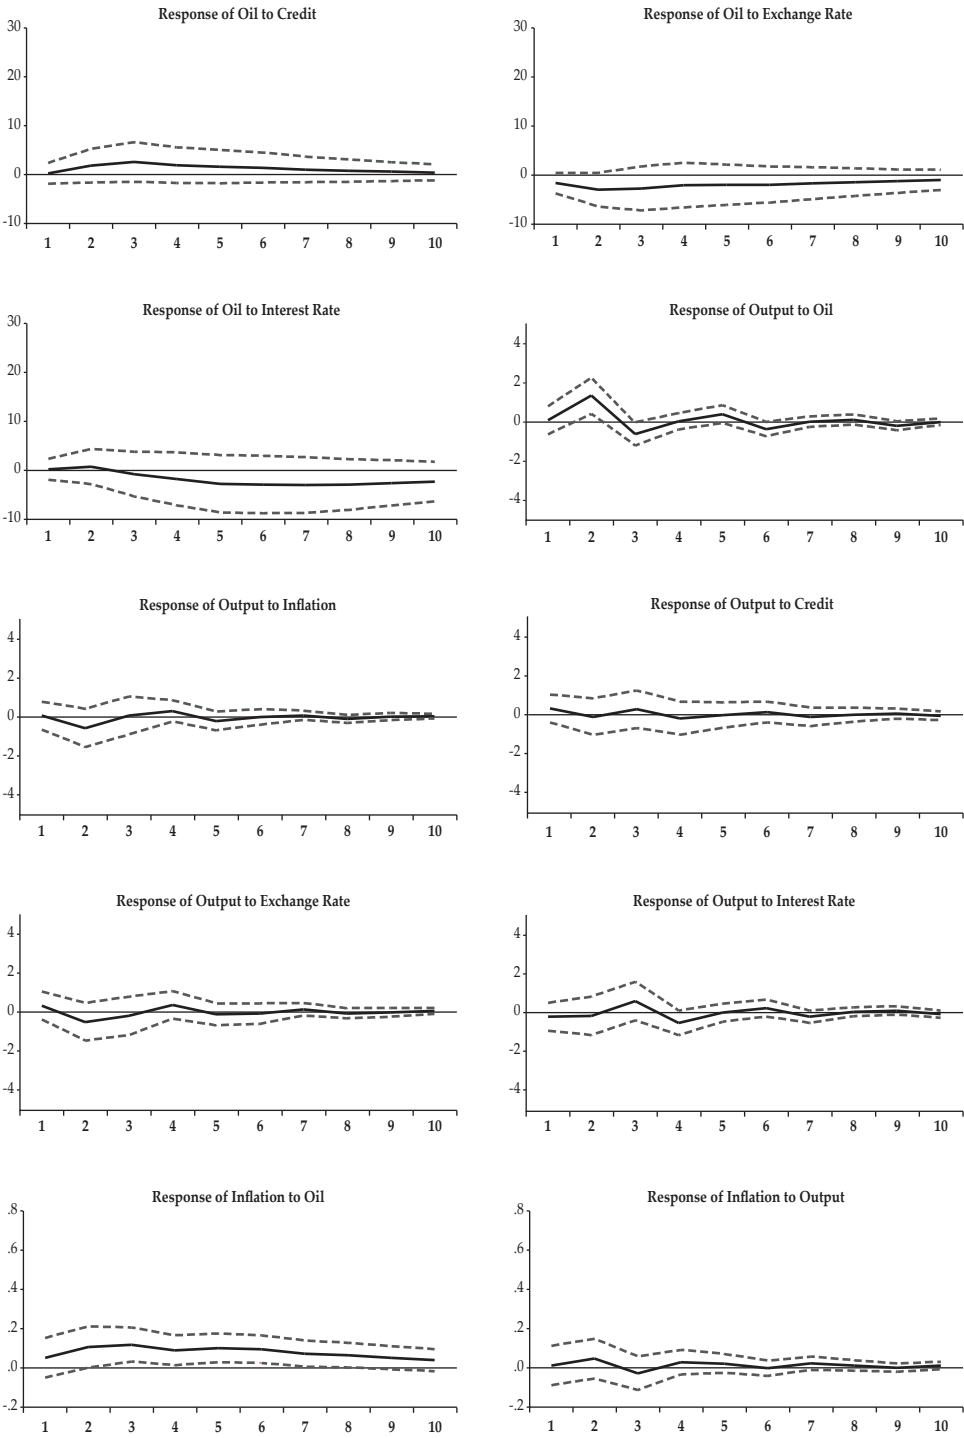 Response of Oil to Credit
30
20
10
0
-10
1 2 3 4 5 6 7 8 9 10
Response of Oil to Exchange Rate
30
20
10
0
-10
1 2 3 4 5 6 7 8 9 10
Response of Oil to Interest Rate
30
20
10
0
-10
1 2 3 4 5 6 7 8 9 10
Response of Output to Oil
4
2
0
-2
-4
1 2 3 4 5 6 7 8 9 10
Response of Output to Inflation
4
2
0
-2
-4
1 2 3 4 5 6 7 8 9 10
Response of Output to Credit
4
2
0
-2
-4
1 2 3 4 5 6 7 8 9 10
Response of Output to Exchange Rate
4
2
0
-2
-4
1 2 3 4 5 6 7 8 9 10
Response of Output to Interest Rate
4
2
0
-2
-4
1 2 3 4 5 6 7 8 9 10
Response of Inflation to Oil
.8
.6
.4
.2
.0
-.2
1 2 3 4 5 6 7 8 9 10
Response of Inflation to Output
.8
.6
.4
.2
.0
-.2
1 2 3 4 5 6 7 8 9 10